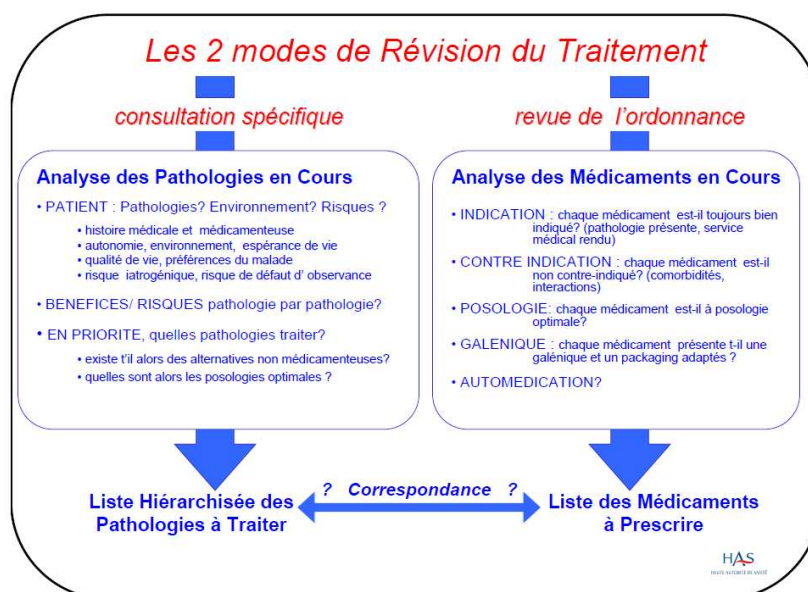 Les 2 modes de Révision du Traitement
consultation spécifique
Analyse des Pathologies en Cours
• PATIENT : Pathologies? Environnement? Risques ?
• histoire médicale et médicamenteuse
• autonomie, environnement, espérance de vie
• qualité de vie, préférences du malade
• risque iatrogénique, risque de défaut d' observance
• BENEFICES/ RISQUES pathologie par pathologie?
• EN PRIORITE, quelles pathologies traiter?
• existe t'il alors des alternatives non médicamenteuses?
• quelles sont alors les posologies optimales ?
Liste Hiérarchisée des
Pathologies à Traiter
revue de l'ordonnance
Analyse des Médicaments en Cours
• INDICATION : chaque médicament est-il toujours bien
indiqué? (pathologie présente, service
médical rendu)
• CONTRE INDICATION : chaque médicament est-il
non contre-indiqué? (comorbidités,
interactions)
• POSOLOGIE: chaque médicament est-il à posologie
optimale?
• GALENIQUE : chaque médicament présente t-il une
galénique et un packaging adaptés ?
• AUTOMEDICATION?
? Correspondance ?
Liste des Médicaments
à Prescrire
HAS
HAUTE AUTORITÉ DE SANTÉ